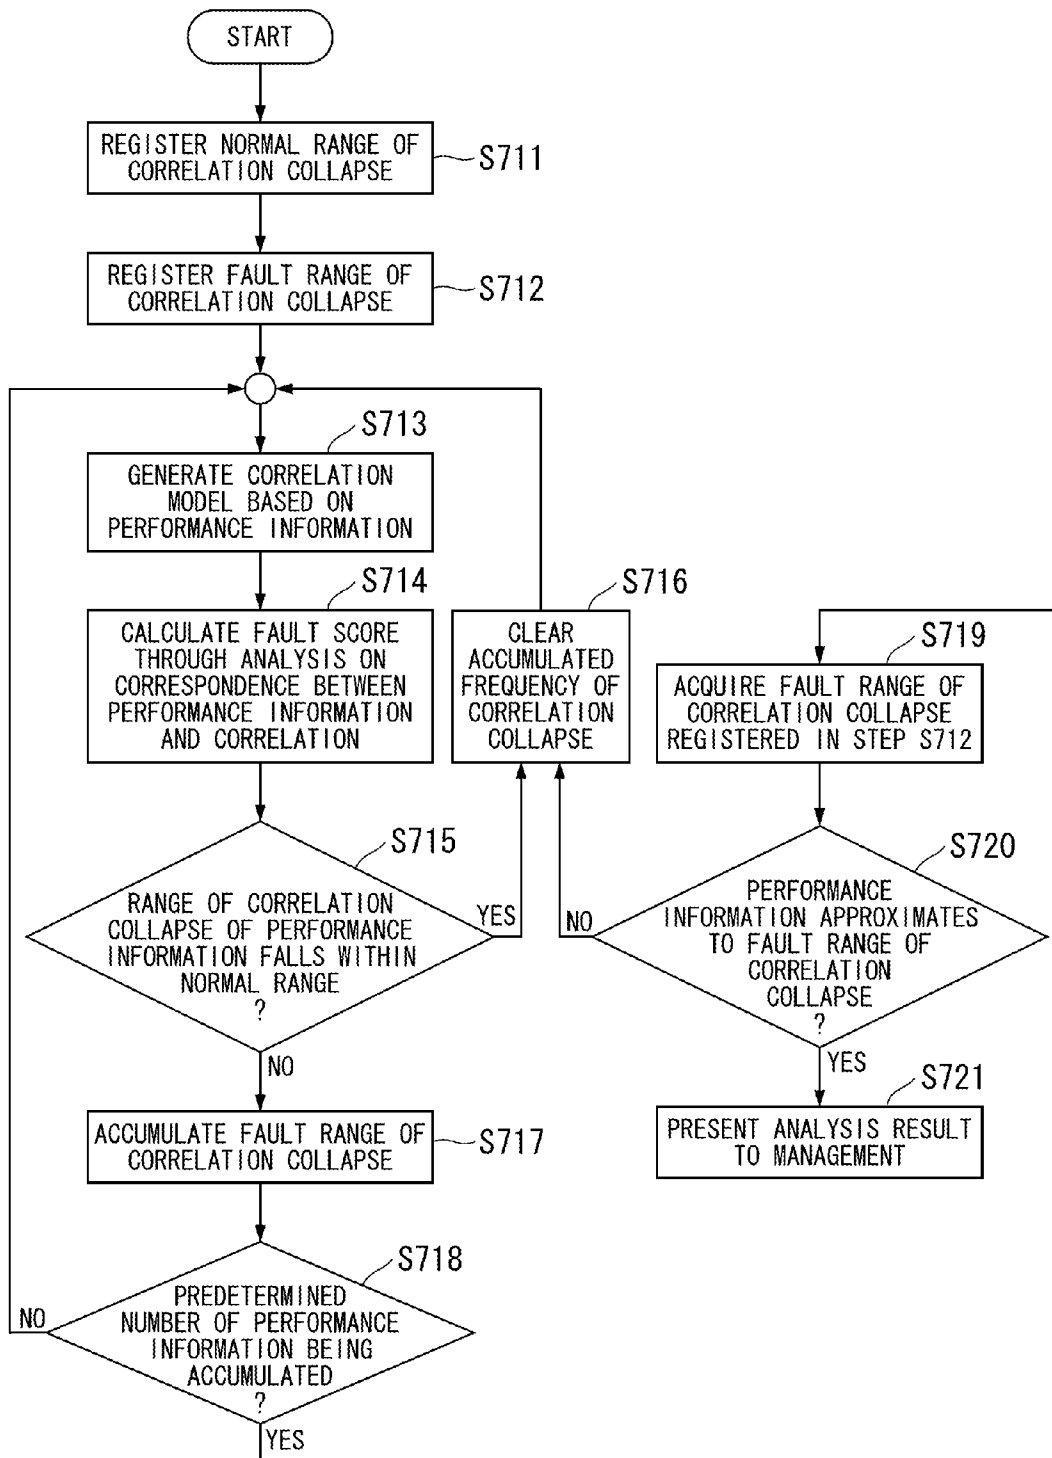 START
REGISTER NORMAL RANGE OF
CORRELATION COLLAPSE
S711
REGISTER FAULT RANGE OF
CORRELATION COLLAPSE
S712
S713
GENERATE CORRELATION
MODEL BASED ON
PERFORMANCE INFORMATION
S714
CALCULATE FAULT SCORE
THROUGH ANALYSIS ON
CORRESPONDENCE BETWEEN
PERFORMANCE INFORMATION
AND CORRELATION
S715
RANGE OF CORRELATION
COLLAPSE OF PERFORMANCE
INFORMATION FALLS WITHIN
NORMAL RANGE
?
YES
NO
S716
CLEAR
ACCUMULATED
FREQUENCY OF
CORRELATION
COLLAPSE
ACCUMULATE FAULT RANGE OF
CORRELATION COLLAPSE
S717
S718
PREDETERMINED
NUMBER OF PERFORMANCE
INFORMATION BEING
ACCUMULATED
?
NO
YES
S719
ACQUIRE FAULT RANGE OF
CORRELATION COLLAPSE
REGISTERED IN STEP S712
S720
PERFORMANCE
INFORMATION APPROXIMATES
TO FAULT RANGE OF
CORRELATION
COLLAPSE
?
NO
YES
S721
PRESENT ANALYSIS RESULT
TO MANAGEMENT